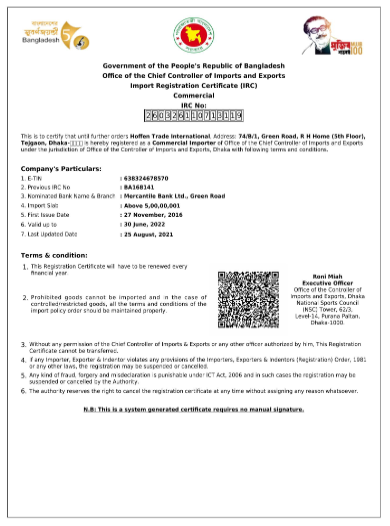 Bangladesh
Government of the People's Republic of Bangladesh
Office of the Chief Controller of Imports and Exports
Import Registration Certificate (IRC)
Commercial
IRC No:
260326110713119
This is to certify that until further orders Hoffen Trade International. Address: 74/B/1, Green Road, R H Home (5th Floor),
Tejgaon, Dhaka-▯▯▯▯ is hereby registered as a Commercial Importer of Office of the Chief Controller of Imports and Exports
under the jurisdiction of Office of the Controller of Imports and Exports, Dhaka with following terms and conditions.
Company's Particulars:
1. E-TIN : 638324678570
2. Previous IRC No : BA168141
3. Nominated Bank Name & Branch : Mercantile Bank Ltd., Green Road
4. Import Slab : Above 5,00,00,001
5. First Issue Date : 27 November, 2016
6. Valid up to : 30 June, 2022
7. Last Updated Date : 25 August, 2021
Terms & condition:
1. This Registration Certificate will have to be renewed every
financial year.
2. Prohibited goods cannot be imported and in the case of
controlled/restricted goods, all the terms and conditions of the
import policy order should be maintained properly.
Roni Miah
Executive Officer
Office of the Controller of
Imports and Exports, Dhaka
National Sports Council
(NSC) Tower, 62/3,
Level-14, Purana Paltan,
Dhaka-1000.
3. Without any permission of the Chief Controller of Imports & Exports or any other officer authorized by him, This Registration
Certificate cannot be transferred.
4. If any Importer, Exporter & Indentor violates any provisions of the Importers, Exporters & Indentors (Registration) Order, 1981
or any other laws, the registration may be suspended or cancelled.
5. Any kind of fraud, forgery and misdeclaration is punishable under ICT Act, 2006 and in such cases the registration may be
suspended or cancelled by the Authority.
6. The authority reserves the right to cancel the registration certificate at any time without assigning any reason whatsoever.
N.B: This is a system generated certificate requires no manual signature.